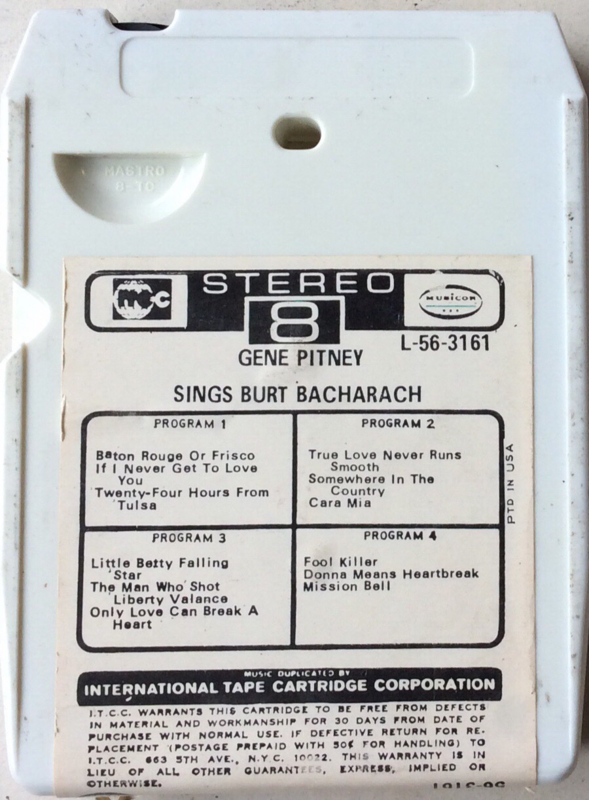 MASTRO
8-10
STEREO
8
MUSICOR
GENE PITNEY
L-56-3161
SINGS BURT BACHARACH
PROGRAM 1
Baton Rouge Or Frisco
If I Never Get To Love
You
Twenty-Four Hours From
Tulsa
PROGRAM 2
True Love Never Runs
Smooth
Somewhere In The
Country
Cara Mia
PTD IN USA
PROGRAM 3
Little Betty Falling
Star
The Man Who Shot
Liberty Valance
Only Love Can Break A
Heart
PROGRAM 4
Fool Killer
Donna Means Heartbreak
Mission Bell
MUSIC DUPLICATED BY
INTERNATIONAL TAPE CARTRIDGE CORPORATION
I.T.C.C. WARRANTS THIS CARTRIDGE TO BE FREE FROM DEFECTS
IN MATERIAL AND WORKMANSHIP FOR 30 DAYS FROM DATE OF
PURCHASE WITH NORMAL USE. IF DEFECTIVE RETURN FOR RE-
PLACEMENT (POSTAGE PREPAID WITH 50¢ FOR HANDLING) TO
I.T.C.C. 663 5TH AVE., N.Y.C. 10022. THIS WARRANTY IS IN
LIEU OF ALL OTHER GUARANTEES, EXPRESS, IMPLIED OR
OTHERWISE.
56-3161